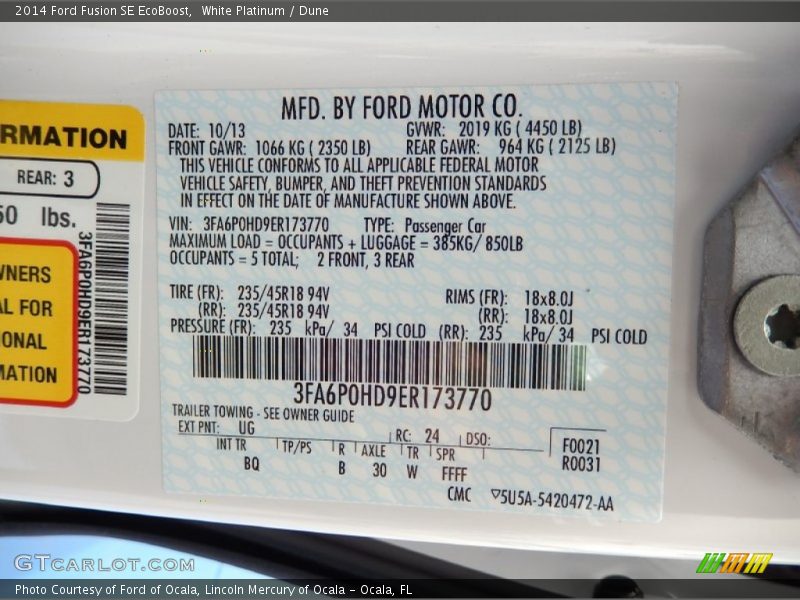 2014 Ford Fusion SE EcoBoost,  White Platinum / Dune
RMATION
REAR: 3
50 lbs.
WNERS
AL FOR
IONAL
MATION
3FA6P0HD9ER173770
MFD. BY FORD MOTOR CO.
DATE: 10/13 GVWR: 2019 KG ( 4450 LB)
FRONT GAWR: 1066 KG ( 2350 LB) REAR GAWR: 964 KG ( 2125 LB)
THIS VEHICLE CONFORMS TO ALL APPLICABLE FEDERAL MOTOR
VEHICLE SAFETY, BUMPER, AND THEFT PREVENTION STANDARDS
IN EFFECT ON THE DATE OF MANUFACTURE SHOWN ABOVE.
VIN: 3FA6P0HD9ER173770 TYPE: Passenger Car
MAXIMUM LOAD = OCCUPANTS + LUGGAGE = 385KG/ 850LB
OCCUPANTS = 5 TOTAL; 2 FRONT, 3 REAR
TIRE (FR): 235/45R18 94V RIMS (FR): 18x8.0J
(RR): 235/45R18 94V (RR): 18x8.0J
PRESSURE (FR): 235 kPa/ 34 PSI COLD (RR): 235 kPa/ 34 PSI COLD
3FA6P0HD9ER173770
TRAILER TOWING - SEE OWNER GUIDE
EXT PNT: UG RC: 24 DSO: F0021
INT TR TP/PS R AXLE TR SPR R0031
BQ B 30 W FFFF
CMC ▽5U5A-5420472-AA
GTCARLOT.COM
Photo Courtesy of Ford of Ocala, Lincoln Mercury of Ocala - Ocala, FL